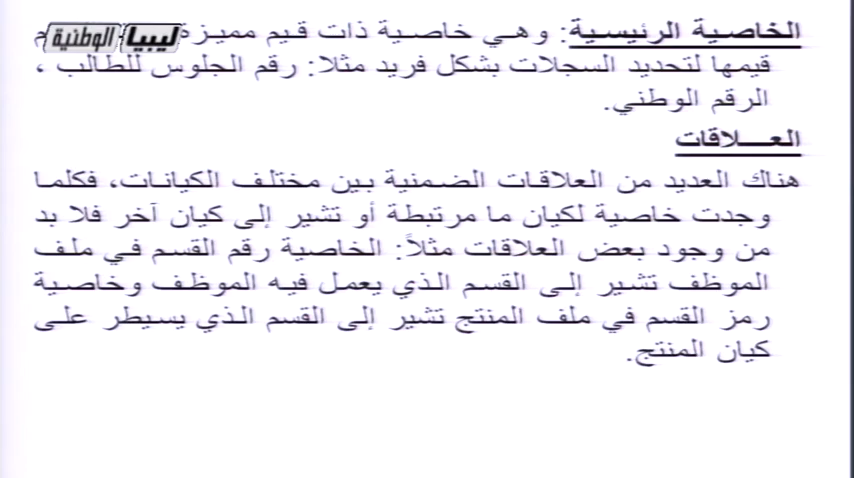 الخاصية الرئيسية: وهي خاصية ذات قيم مميزة
ليبيا الوطنية
قيمها لتحديد السجلات بشكل فريد مثلا: رقم الجلوس للطالب ،
الرقم الوطني.
العـــلاقات
هناك العديد من العلاقات الضمنية بين مختلف الكيانات، فكلما
وجدت خاصية لكيان ما مرتبطة أو تشير إلى كيان آخر فلا بد
من وجود بعض العلاقات مثلاً: الخاصية رقم القسم في ملف
الموظف تشير إلى القسم الذي يعمل فيه الموظف وخاصية
رمز القسم في ملف المنتج تشير إلى القسم الذي يسيطر على
كيان المنتج.